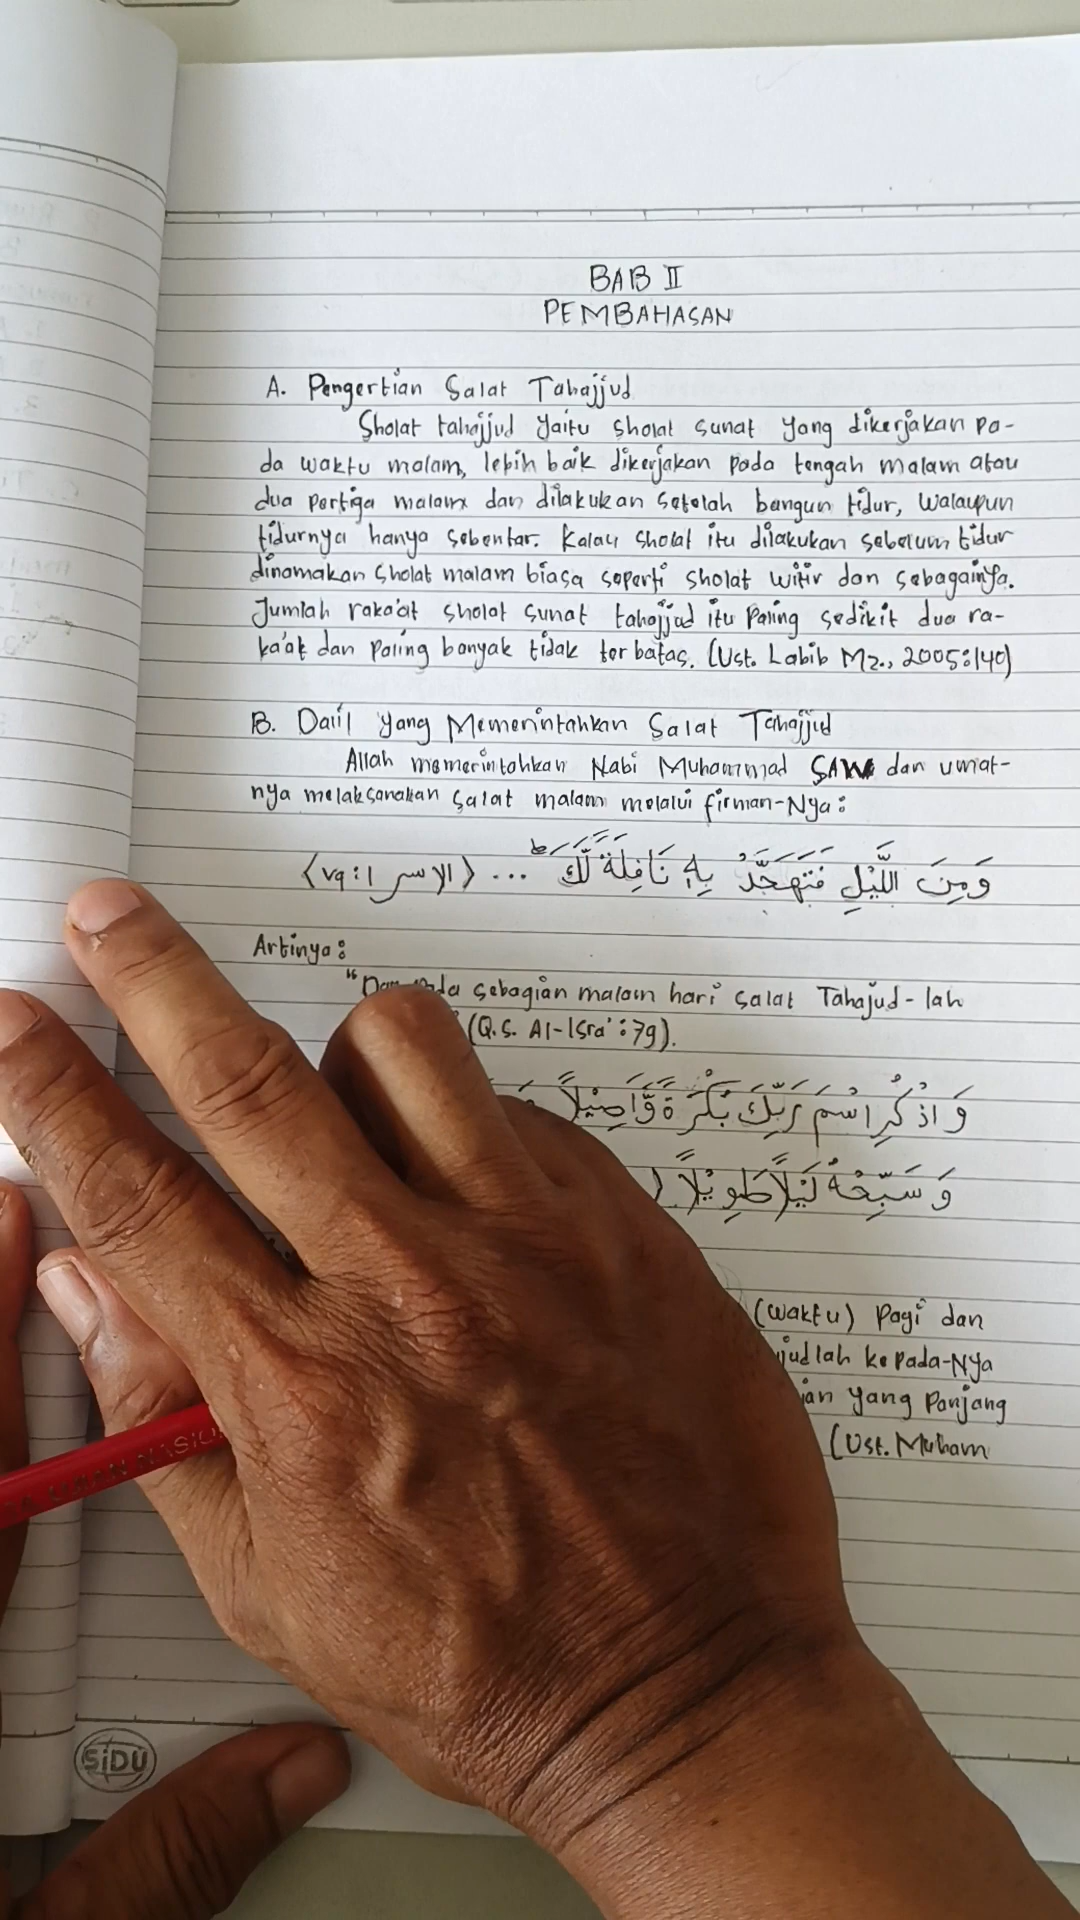 BAB II
PEMBAHASAN
A. Pengertian Salat Tahajjud
Sholat tahajjud yaitu sholat sunat yang dikerjakan pa-
da waktu malam, lebih baik dikerjakan pada tengah malam atau
dua pertiga malam dan dilakukan setelah bangun tidur, walaupun
tidurnya hanya sebentar. Kalau sholat itu dilakukan sebelum tidur
dinamakan sholat malam biasa seperti sholat witir dan sebagainya.
Jumlah raka'at sholat sunat tahajjud itu paling sedikit dua ra-
ka'at dan paling banyak tidak terbatas. (Ust. Labib Mz., 2005:140)
B. Dalil yang Memerintahkan Salat Tahajjud
Allah memerintahkan Nabi Muhammad SAW dan umat-
nya melaksanakan salat malam melalui firman-Nya:
وَمِنَ اللَّيْلِ فَتَهَجَّدْ بِهٖ نَافِلَةً لَّكَ ... (الاسرا : ٧٩)
Artinya:
sebagian malam hari salat Tahajud-lah
(Q.S. Al-Isra' : 79).
وَاذْكُرِ اسْمَ رَبِّكَ بُكْرَةً وَّاَصِيْلًا
وَسَبِّحْهُ لَيْلًا طَوِيْلًا (
(waktu) pagi dan
kepada-Nya
yang panjang
(Ust. Muham
SiDU